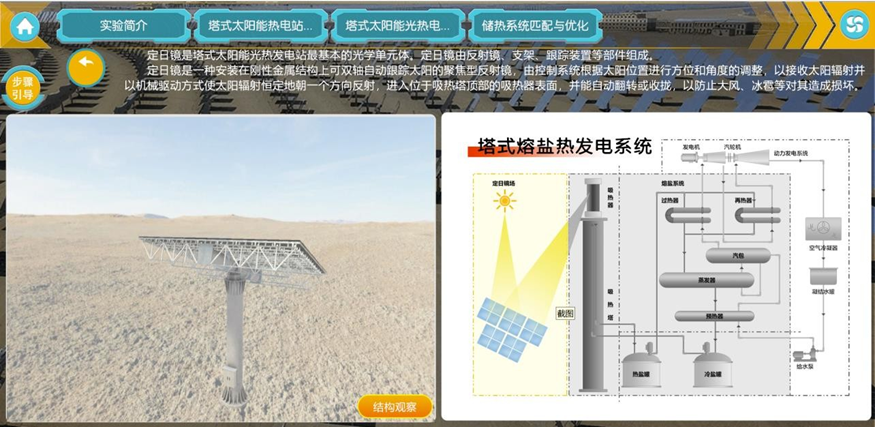 实验简介
塔式太阳能热电站...
塔式太阳能光热电...
储热系统匹配与优化
步骤
引导
定日镜是塔式太阳能光热发电站最基本的光学单元体。定日镜由反射镜、支架、跟踪装置等部件组成。
定日镜是一种安装在刚性金属结构上可双轴自动跟踪太阳的聚焦型反射镜，由控制系统根据太阳位置进行方位和角度的调整，以接收太阳辐射并
以机械驱动方式使太阳辐射恒定地朝一个方向反射，进入位于吸热塔顶部的吸热器表面，并能自动翻转或收拢，以防止大风、冰雹等对其造成损坏。
结构观察
塔式熔盐热发电系统
发电机
汽轮机
动力发电系统
定日镜场
吸热器
熔盐系统
过热器
再热器
空气冷凝器
汽包
蒸发器
凝结水罐
吸热塔
截图
预热器
给水泵
热盐罐
冷盐罐